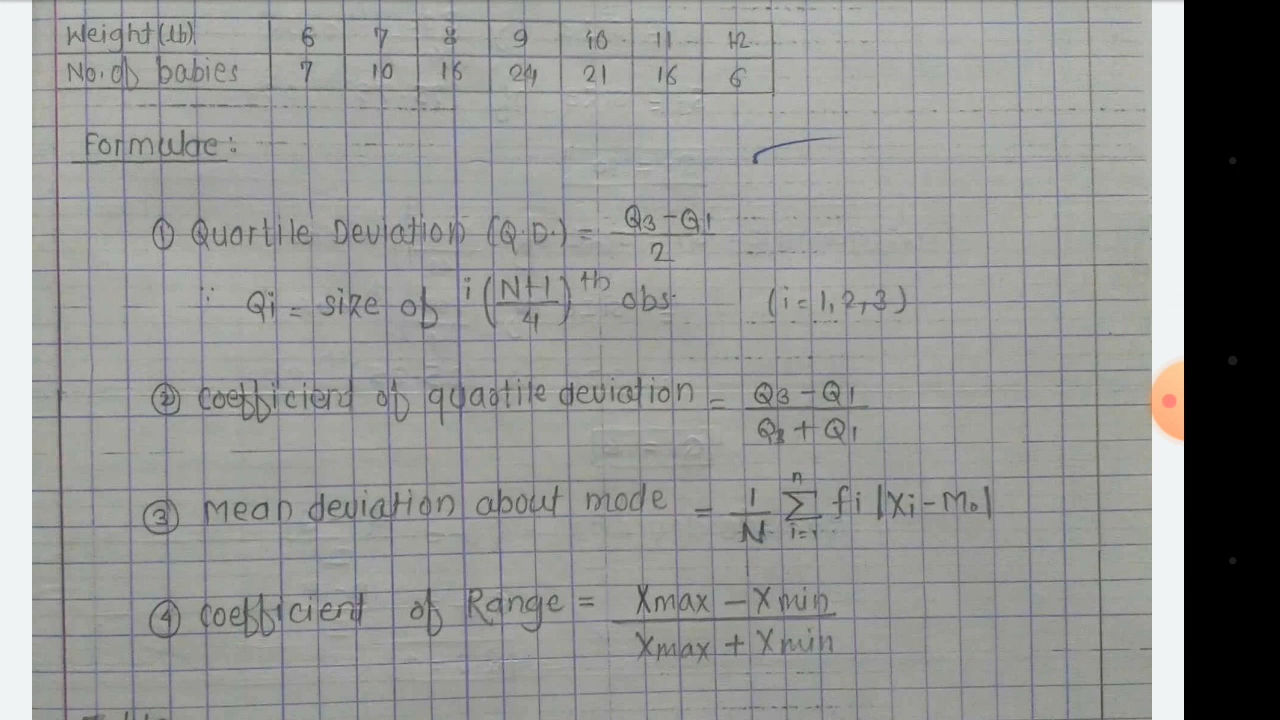 Weight(lb) 6 7 8 9 10 11 12
No. of babies 7 10 16 24 21 16 6
Formulae:
① Quartile Deviation (Q.D.) = Q3 - Q1 / 2
∵ Qi = size of i (N+1 / 4)th obs. (i = 1, 2, 3)
② coefficiend of quartile deviation = Q3 - Q1 / Q3 + Q1
③ Mean deviation about mode = 1/N n Σ i=1 fi |Xi - Mo|
④ coefficient of Range = Xmax - Xmin / Xmax + Xmin